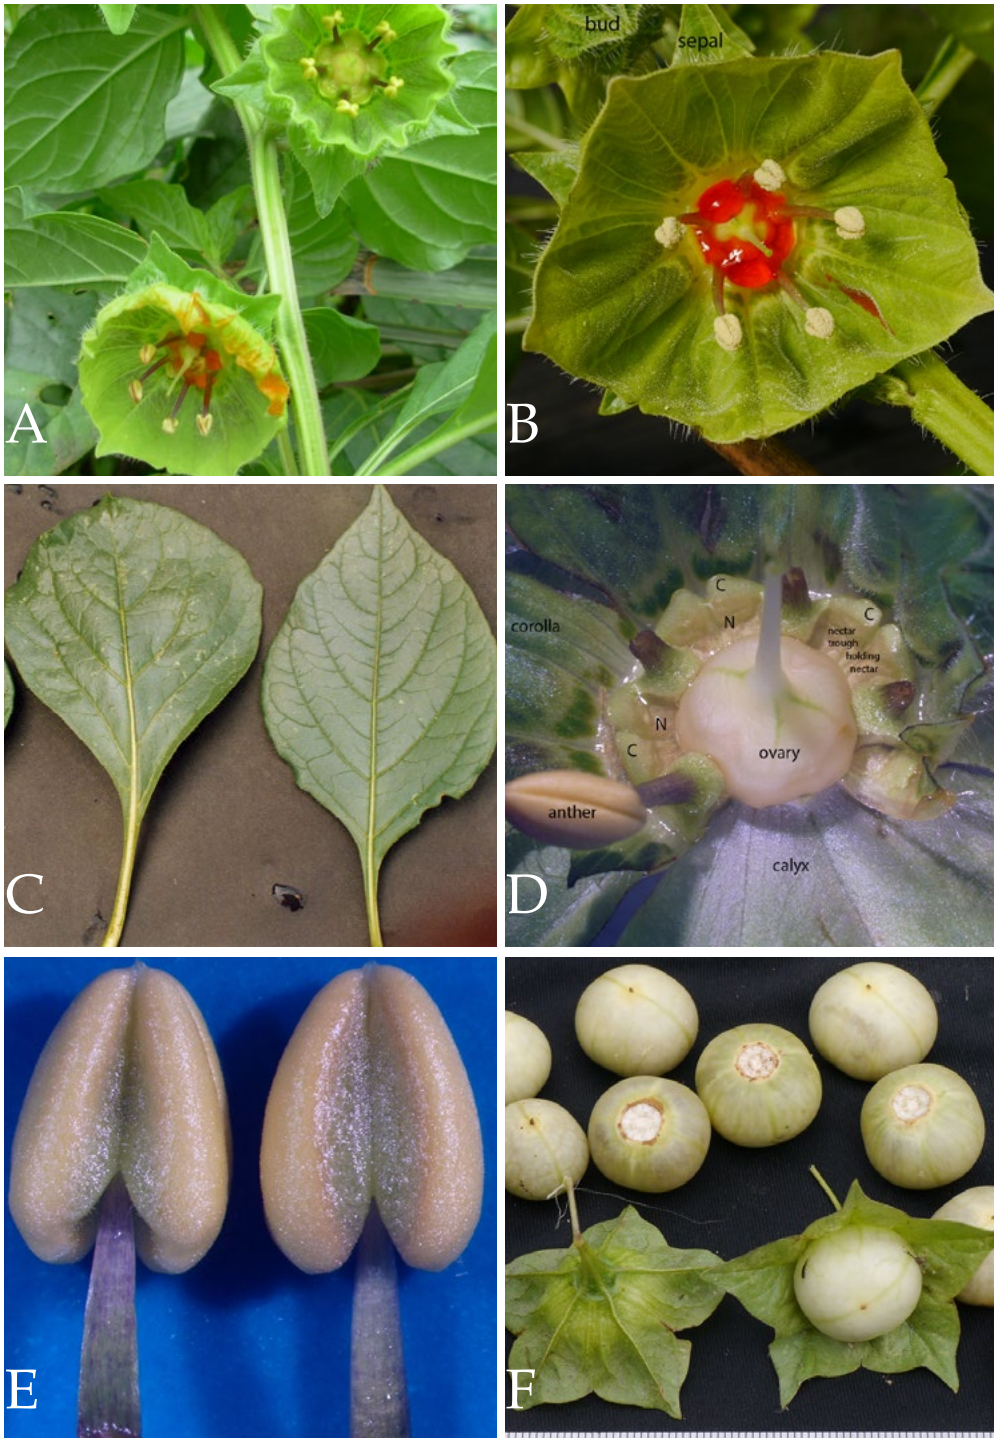 A
bud
sepal
B
C
corolla
C
N
C
nectar
trough
holding
nectar
N
C
ovary
anther
calyx
D
E
F